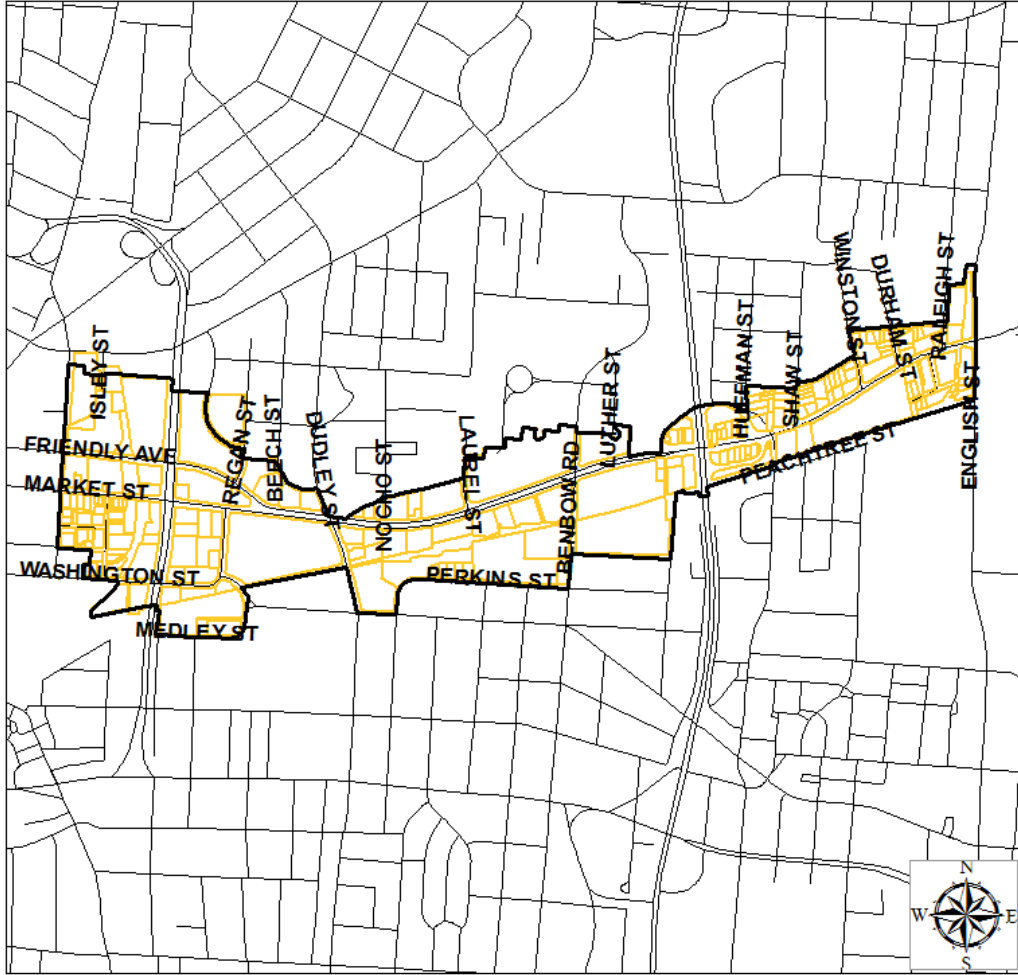 WINSTON ST
DURHAM ST
RALEIGH ST
ISLEY ST
HUFFMAN ST
SHAW ST
LUTHER ST
ENGLISH ST
REGAN ST
BEECH ST
DUDLEY ST
NOCHO ST
LAUREL ST
BENBOW RD
FRIENDLY AVE
PEACHTREE ST
MARKET ST
WASHINGTON ST
PERKINS ST
MEDLEY ST
N
W E
S